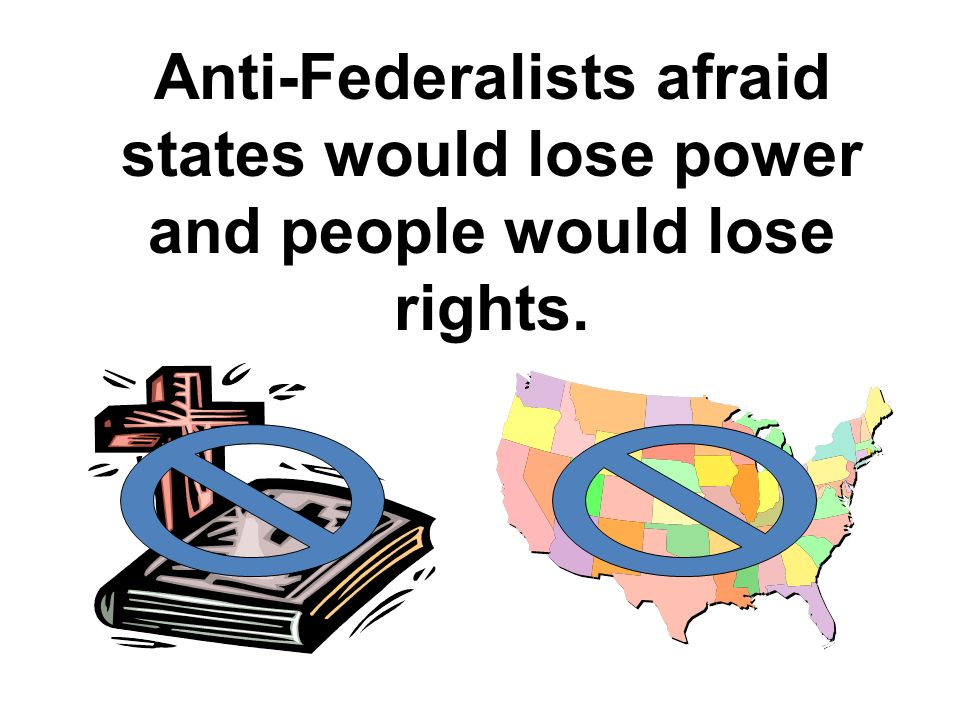 Anti-Federalists afraid
states would lose power
and people would lose
rights.